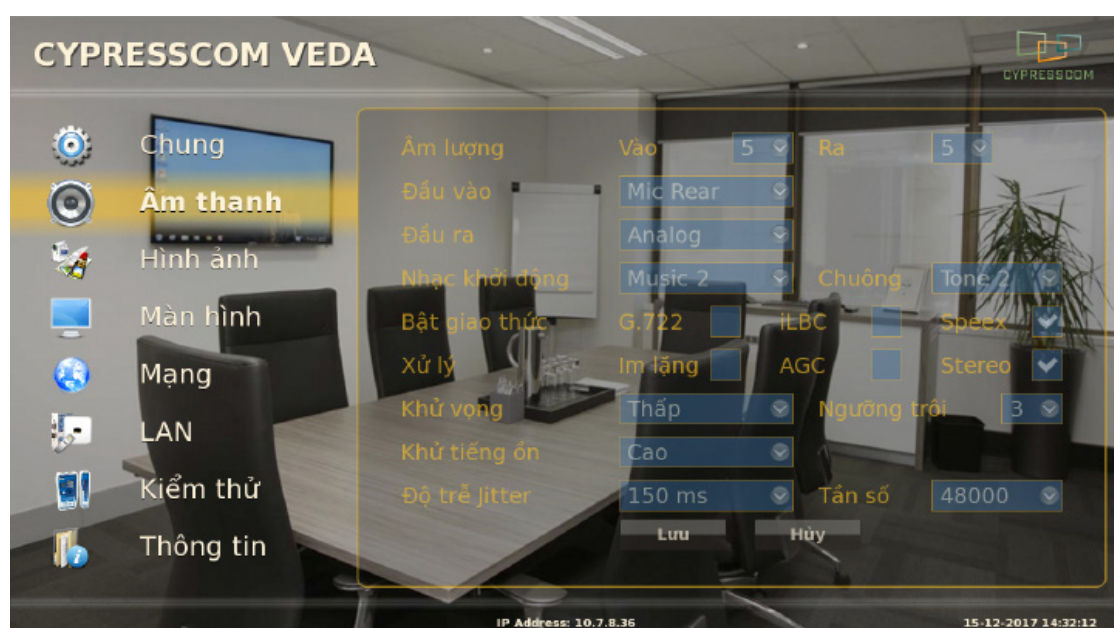 CYPRESSCOM VEDA
CYPRESSCOM
Chung
Âm thanh
Hình ảnh
Màn hình
Mạng
LAN
Kiểm thử
Thông tin
Âm lượng Vào 5 Ra 5
Đầu vào Mic Rear
Đầu ra Analog
Nhạc khởi động Music 2 Chuông Tone 2
Bật giao thức G.722 iLBC Speex
Xử lý Im lặng AGC Stereo
Khử vọng Thấp Ngưỡng trội 3
Khử tiếng ồn Cao
Độ trễ Jitter 150 ms Tần số 48000
Lưu Hủy
IP Address: 10.7.8.36 15-12-2017 14:32:12